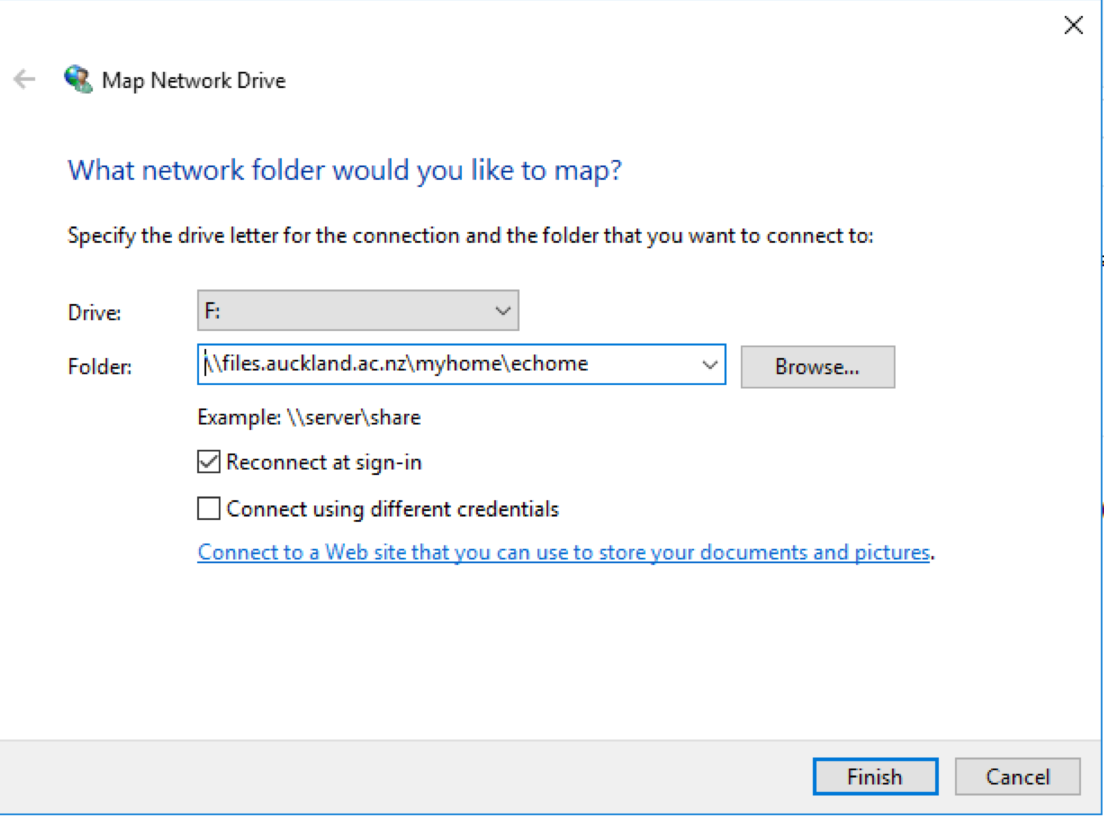 Map Network Drive
What network folder would you like to map?
Specify the drive letter for the connection and the folder that you want to connect to:
Drive: F:
Folder: \\files.auckland.ac.nz\myhome\echome Browse...
Example: \\server\share
Reconnect at sign-in
Connect using different credentials
Connect to a Web site that you can use to store your documents and pictures.
Finish Cancel